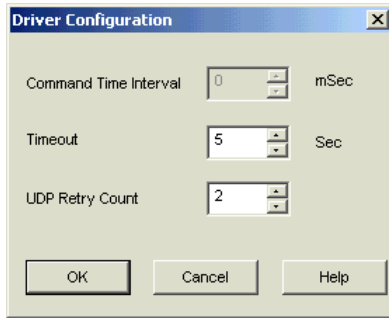 Driver Configuration
Command Time Interval 0 mSec
Timeout 5 Sec
UDP Retry Count 2
OK Cancel Help